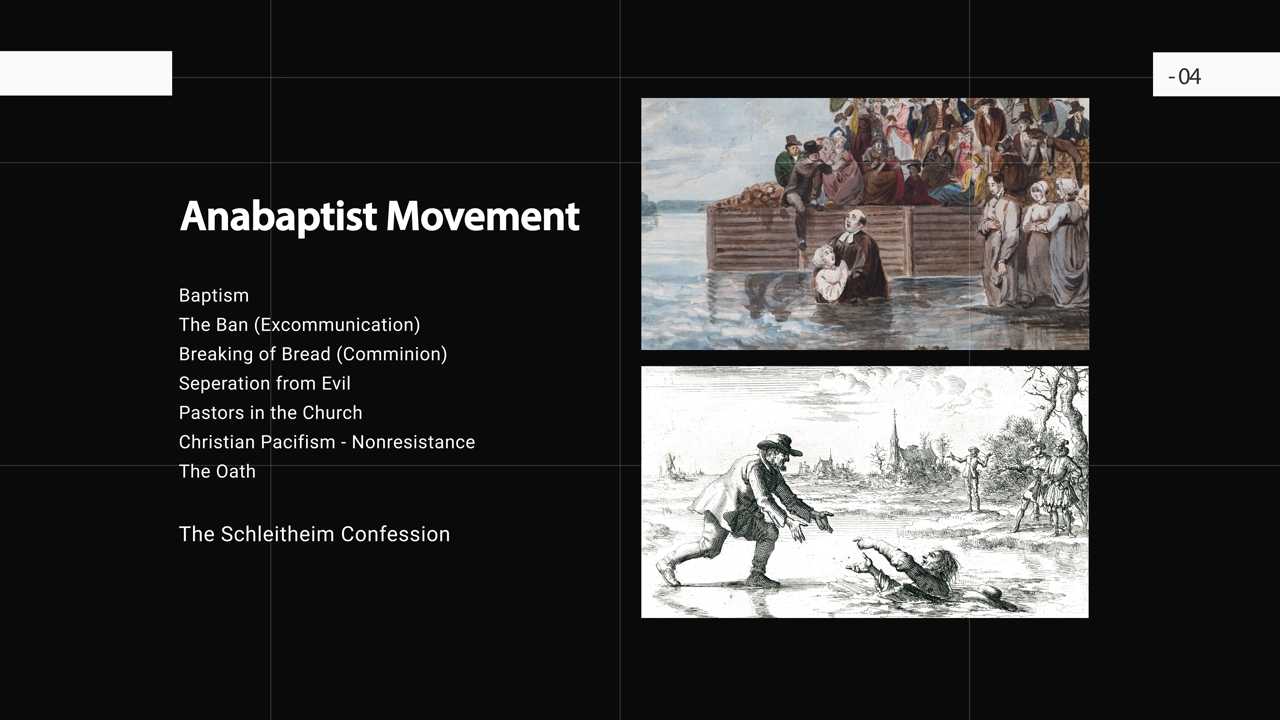 -04
Anabaptist Movement
Baptism
The Ban (Excommunication)
Breaking of Bread (Comminion)
Seperation from Evil
Pastors in the Church
Christian Pacifism - Nonresistance
The Oath
The Schleitheim Confession